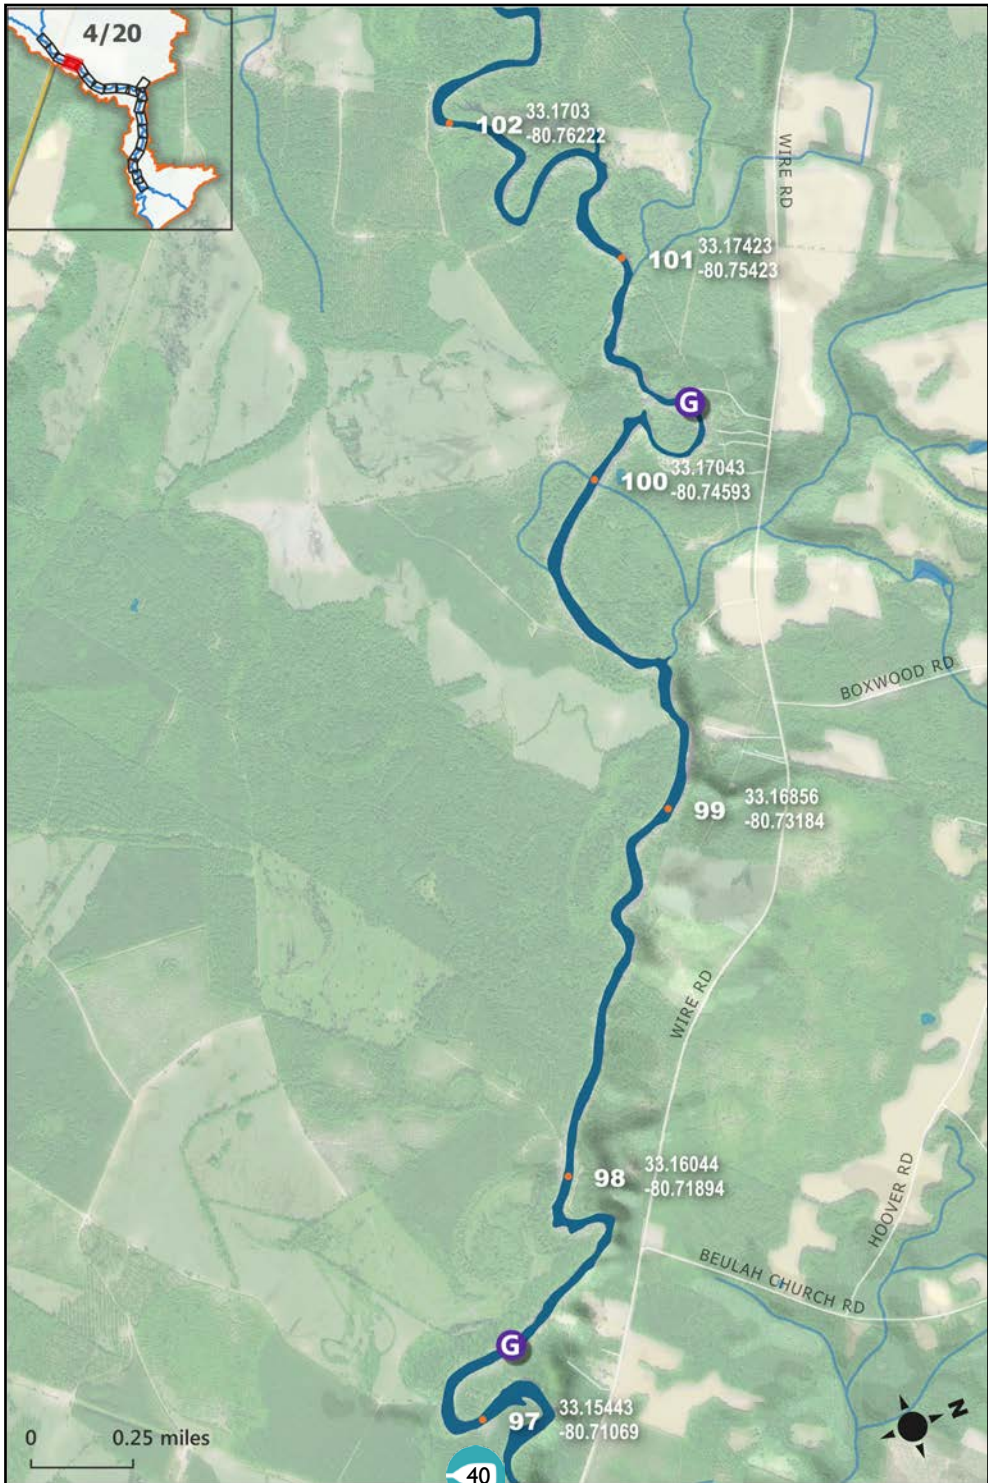 4/20
102 33.1703
-80.76222
WIRE RD
101 33.17423
-80.75423
G
100 33.17043
-80.74593
BOXWOOD RD
99 33.16856
-80.73184
WIRE RD
98 33.16044
-80.71894
HOOVER RD
BEULAH CHURCH RD
G
97 33.15443
-80.71069
N
0 0.25 miles
40